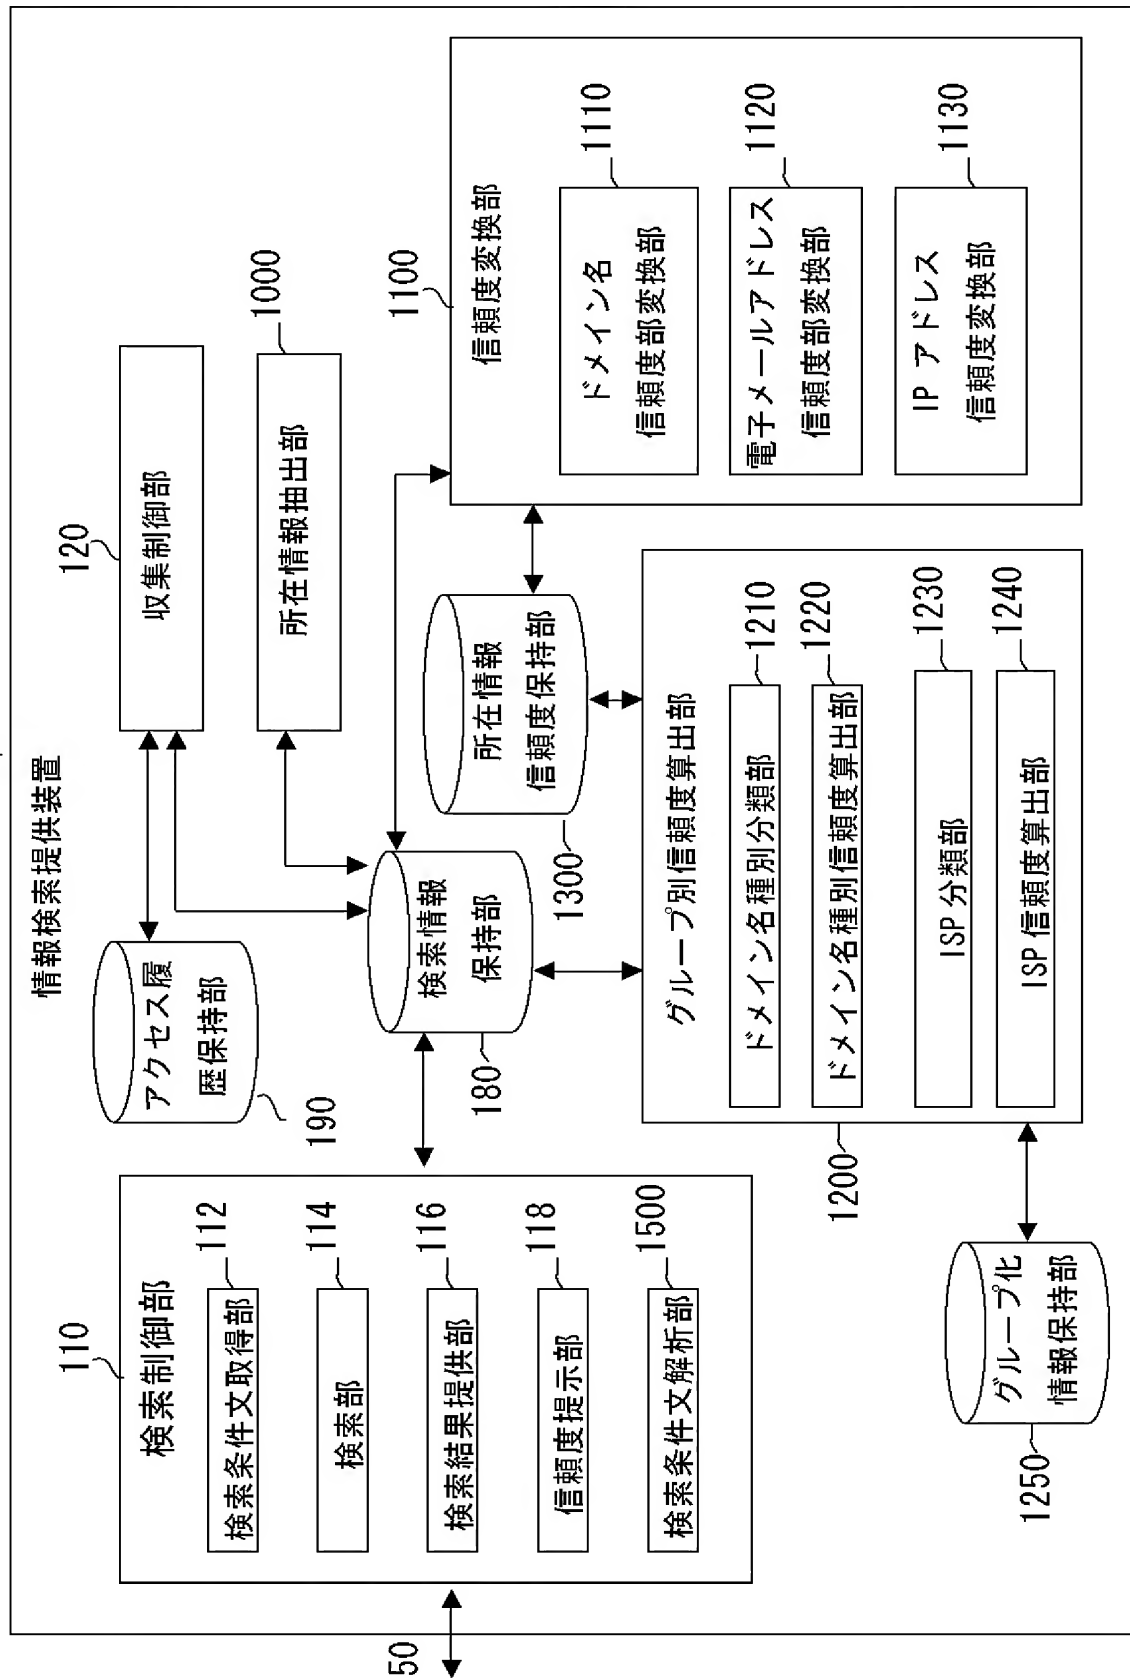 情報検索提供装置
110
検索制御部
112
検索条件文取得部
114
検索部
116
検索結果提供部
118
信頼度提示部
1500
検索条件文解析部
50
アクセス履
歴保持部
190
120
収集制御部
1000
所在情報抽出部
検索情報
保持部
180
所在情報
信頼度保持部
1300
1100
信頼度変換部
1110
ドメイン名
信頼度部変換部
1120
電子メールアドレス
信頼度部変換部
1130
IP アドレス
信頼度変換部
グループ別信頼度算出部
1200
1210
ドメイン名種別分類部
1220
ドメイン名種別信頼度算出部
1230
ISP 分類部
1240
ISP 信頼度算出部
グループ化
情報保持部
1250